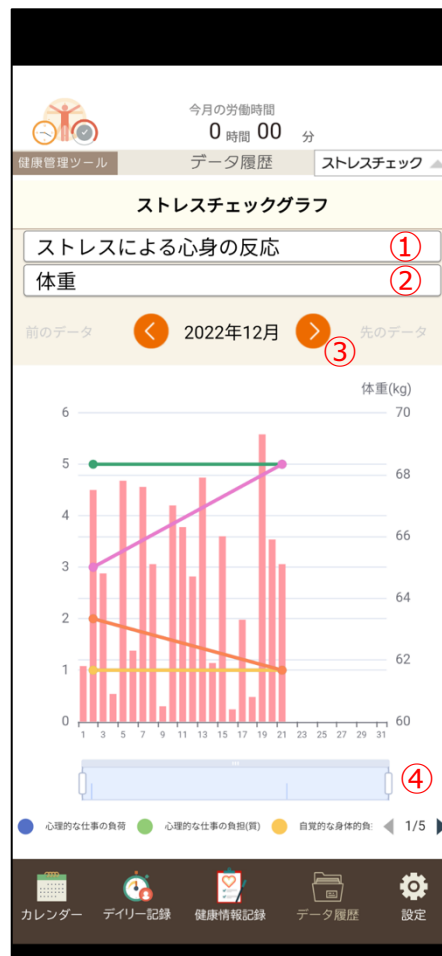 今月の労働時間
0 時間 00 分
健康管理ツール データ履歴 ストレスチェック
ストレスチェックグラフ
ストレスによる心身の反応 ①
体重 ②
前のデータ 2022年12月 ③ 先のデータ
体重(kg)
6 70
5 68
4 66
3 64
2 62
1
0 60
1 3 5 7 9 11 13 15 17 19 21 23 25 27 29 31
④
心理的な仕事の負荷 心理的な仕事の負担(質) 自覚的な身体的負 1/5
カレンダー デイリー記録 健康情報記録 データ履歴 設定